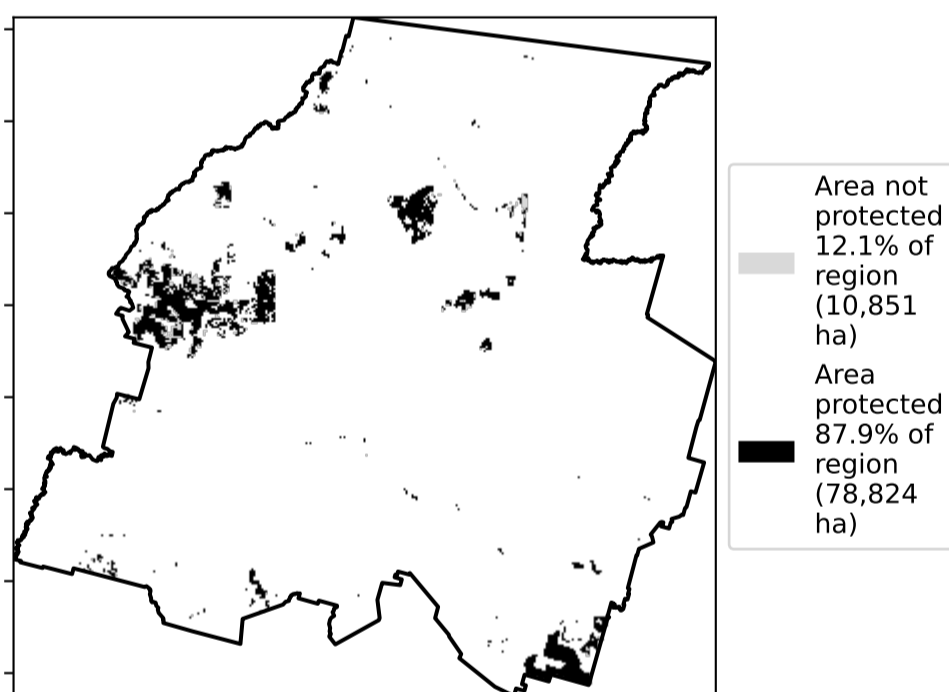 Area not
protected
12.1% of
region
(10,851
ha)
Area
protected
87.9% of
region
(78,824
ha)